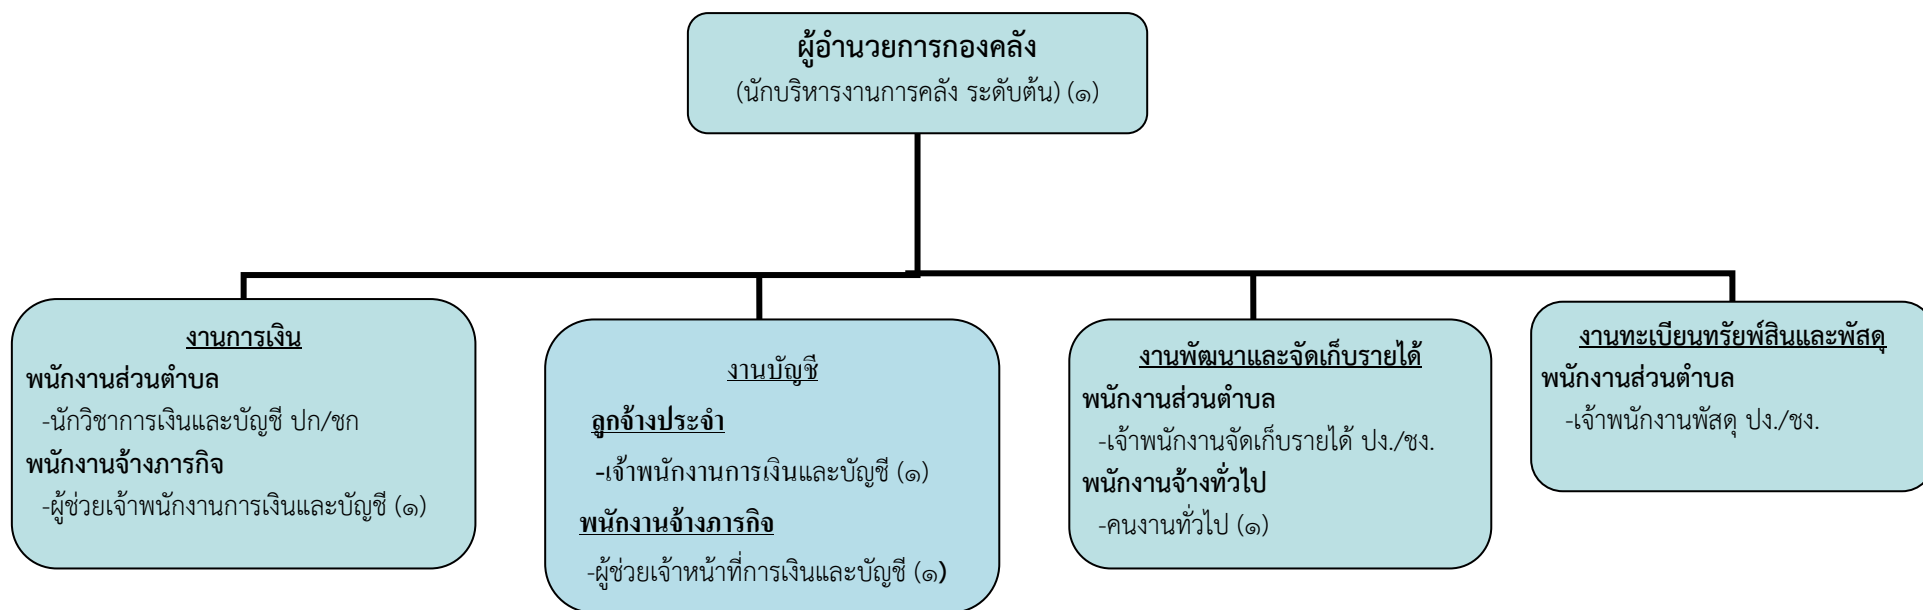 ผู้อำนวยการกองคลัง
(นักบริหารงานการคลัง ระดับต้น) (๑)
งานการเงิน
พนักงานส่วนตำบล
-นักวิชาการเงินและบัญชี ปก/ชก
พนักงานจ้างภารกิจ
-ผู้ช่วยเจ้าพนักงานการเงินและบัญชี (๑)
งานบัญชี
ลูกจ้างประจำ
-เจ้าพนักงานการเงินและบัญชี (๑)
พนักงานจ้างภารกิจ
-ผู้ช่วยเจ้าหน้าที่การเงินและบัญชี (๑)
งานพัฒนาและจัดเก็บรายได้
พนักงานส่วนตำบล
-เจ้าพนักงานจัดเก็บรายได้ ปง./ชง.
พนักงานจ้างทั่วไป
-คนงานทั่วไป (๑)
งานทะเบียนทรัยพ์สินและพัสดุ
พนักงานส่วนตำบล
-เจ้าพนักงานพัสดุ ปง./ชง.